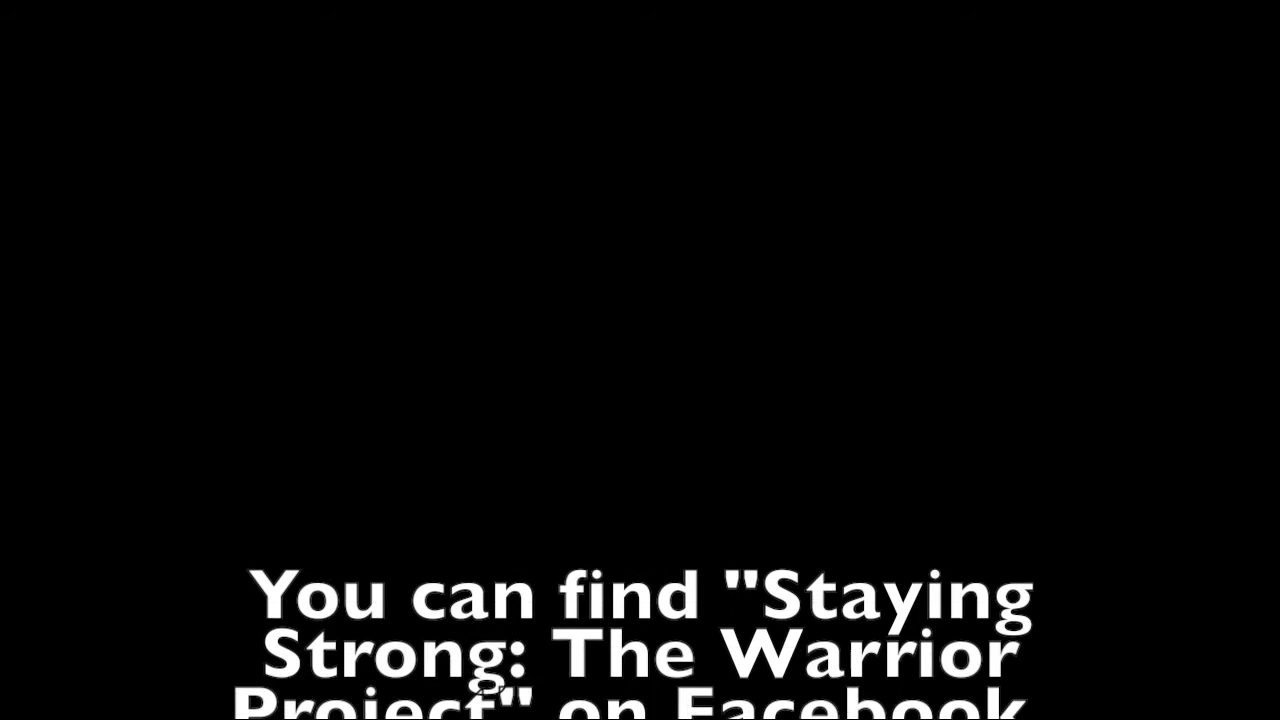 You can find "Staying
Strong: The Warrior
Project" on Facebook